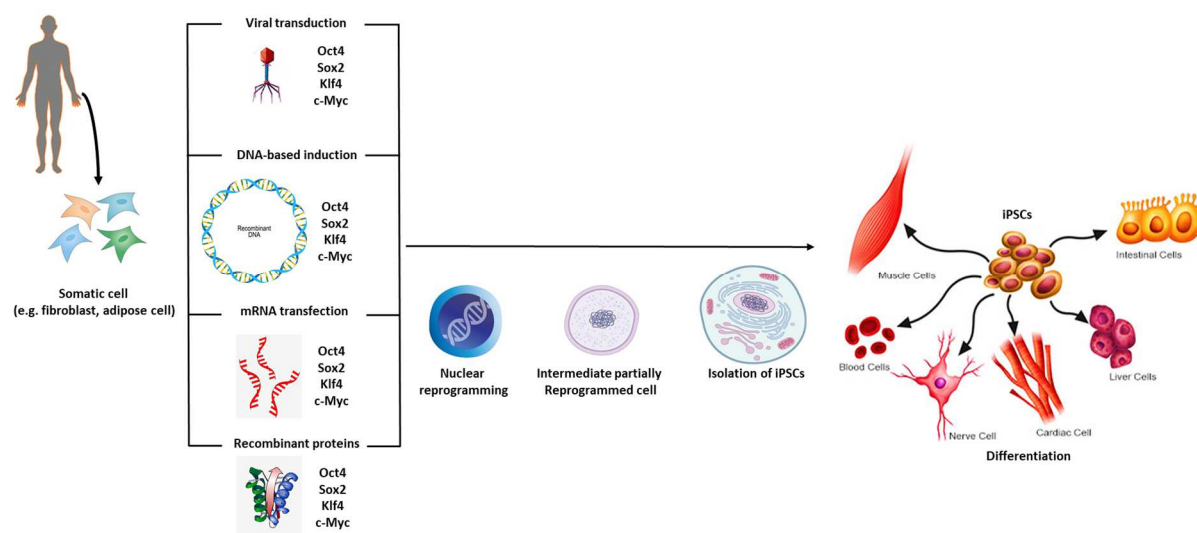 Viral transduction
Oct4
Sox2
Klf4
c-Myc
DNA-based induction
Recombinant
DNA
Oct4
Sox2
Klf4
c-Myc
Somatic cell
(e.g. fibroblast, adipose cell)
mRNA transfection
Oct4
Sox2
Klf4
c-Myc
Recombinant proteins
Oct4
Sox2
Klf4
c-Myc
Nuclear
reprogramming
Intermediate partially
Reprogrammed cell
Isolation of iPSCs
iPSCs
Muscle Cells
Intestinal Cells
Blood Cells
Liver Cells
Nerve Cell
Cardiac Cell
Differentiation